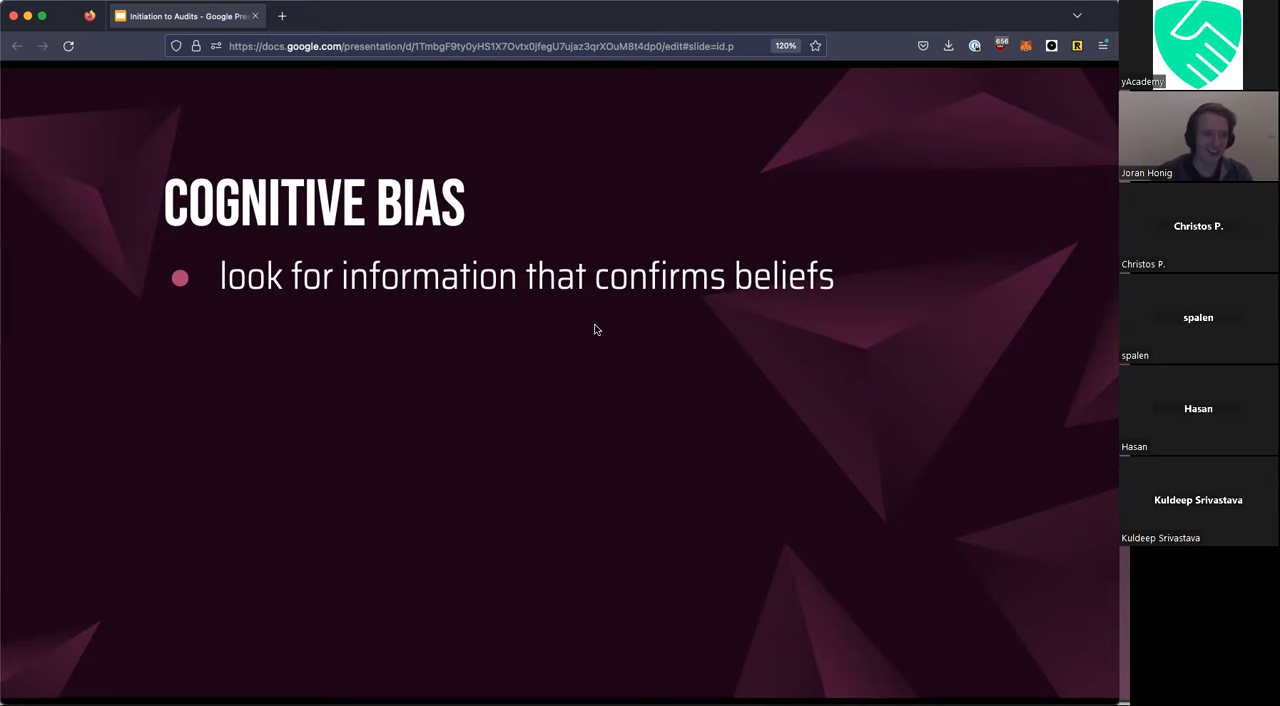 Initiation to Audits - Google Pre
https://docs.google.com/presentation/d/1TmbgF9ty0yHS1X7Ovtx0jfegU7ujaz3qrXOuM8t4dp0/edit#slide=id.p
120%
656
R
COGNITIVE BIAS
look for information that confirms beliefs
yAcademy
Joran Honig
Christos P.
Christos P.
spalen
spalen
Hasan
Hasan
Kuldeep Srivastava
Kuldeep Srivastava